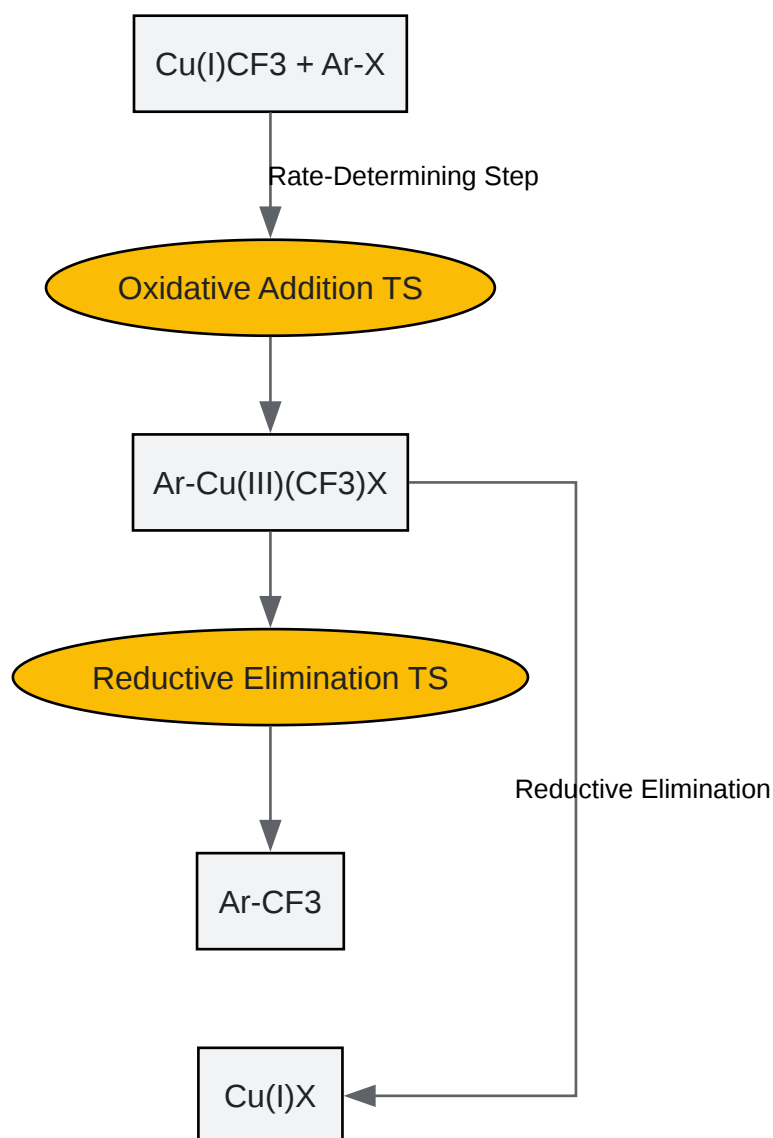 Cu(I)CF3 + Ar-X
Rate-Determining Step
Oxidative Addition TS
Ar-Cu(III)(CF3)X
Reductive Elimination TS
Reductive Elimination
Ar-CF3
Cu(I)X